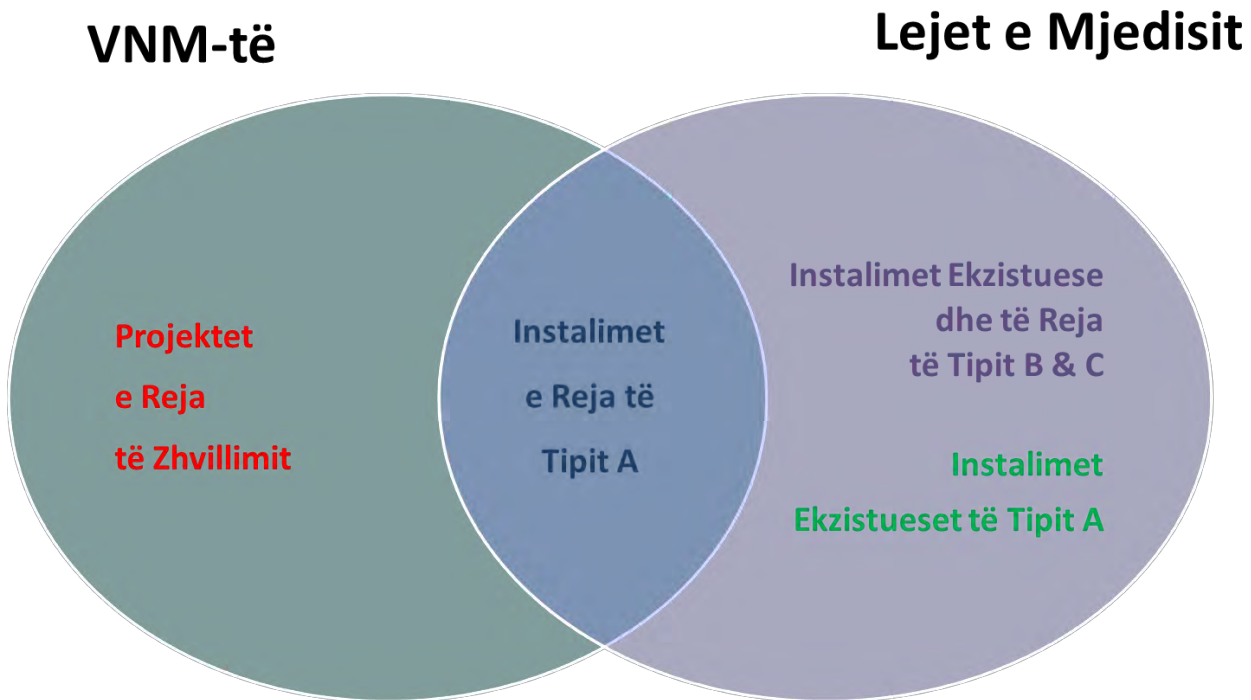 VNM-të
Lejet e Mjedisit
Projektet
e Reja
të Zhvillimit
Instalimet
e Reja të
Tipit A
Instalimet Ekzistuese
dhe të Reja
të Tipit B & C
Instalimet
Ekzistueset të Tipit A